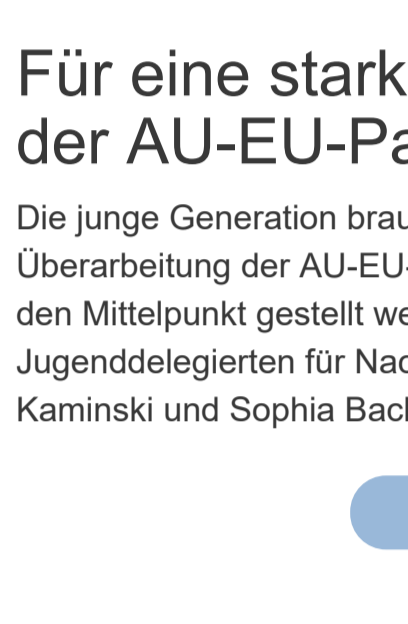 Für eine stark
der AU-EU-Pa
Die junge Generation brau
Überarbeitung der AU-EU-
den Mittelpunkt gestellt we
Jugenddelegierten für Nac
Kaminski und Sophia Bacl